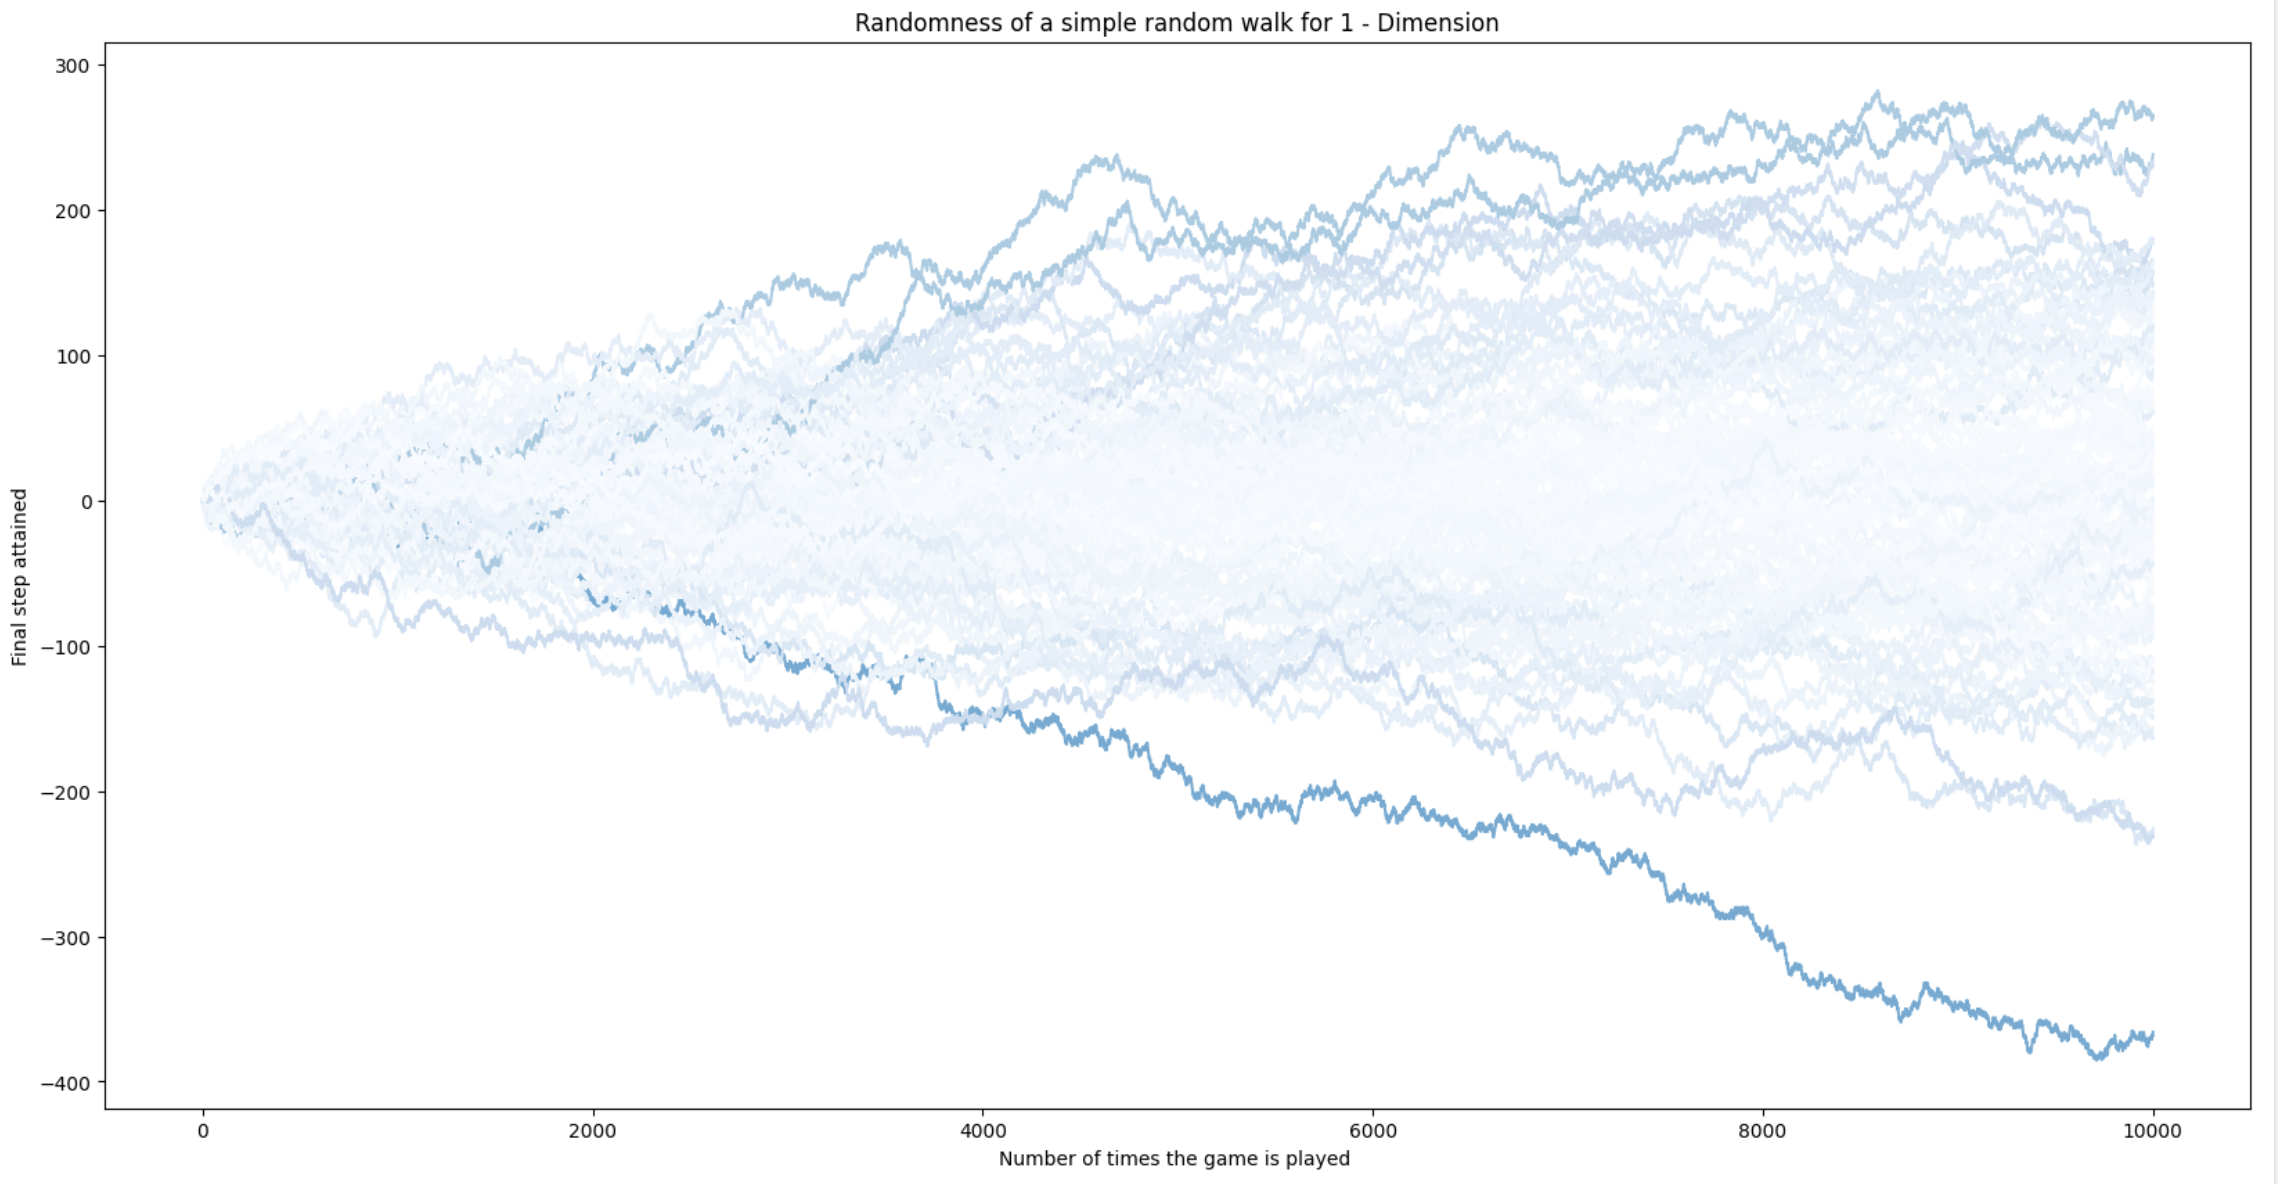 Randomness of a simple random walk for 1 - Dimension
300
200
100
0
−100
−200
−300
−400
Final step attained
0 2000 4000 6000 8000 10000
Number of times the game is played